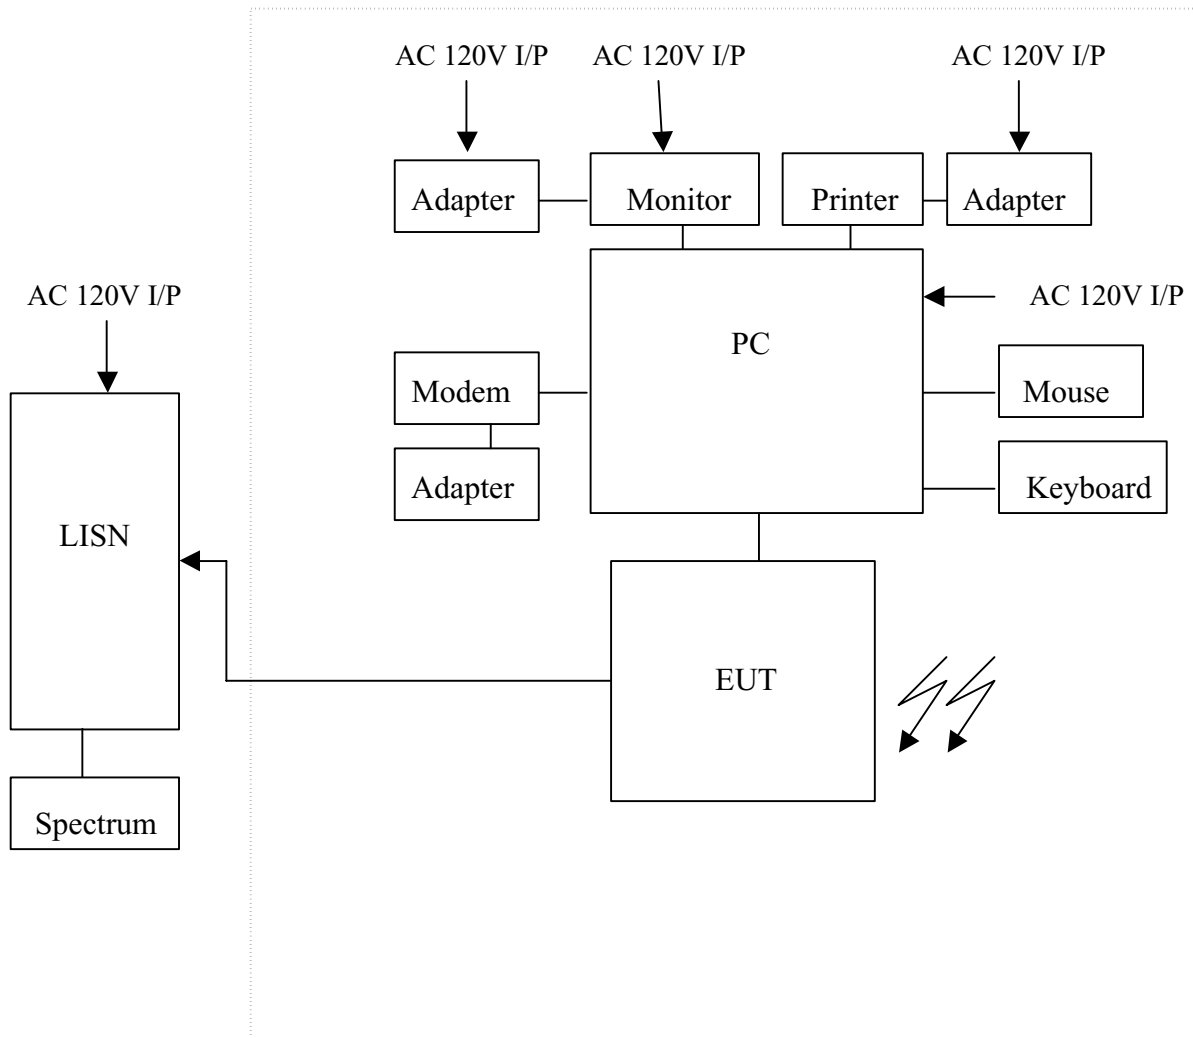 AC 120V I/P
AC 120V I/P
AC 120V I/P
Adapter
Monitor
Printer
Adapter
AC 120V I/P
AC 120V I/P
PC
Modem
Mouse
Adapter
Keyboard
LISN
EUT
Spectrum